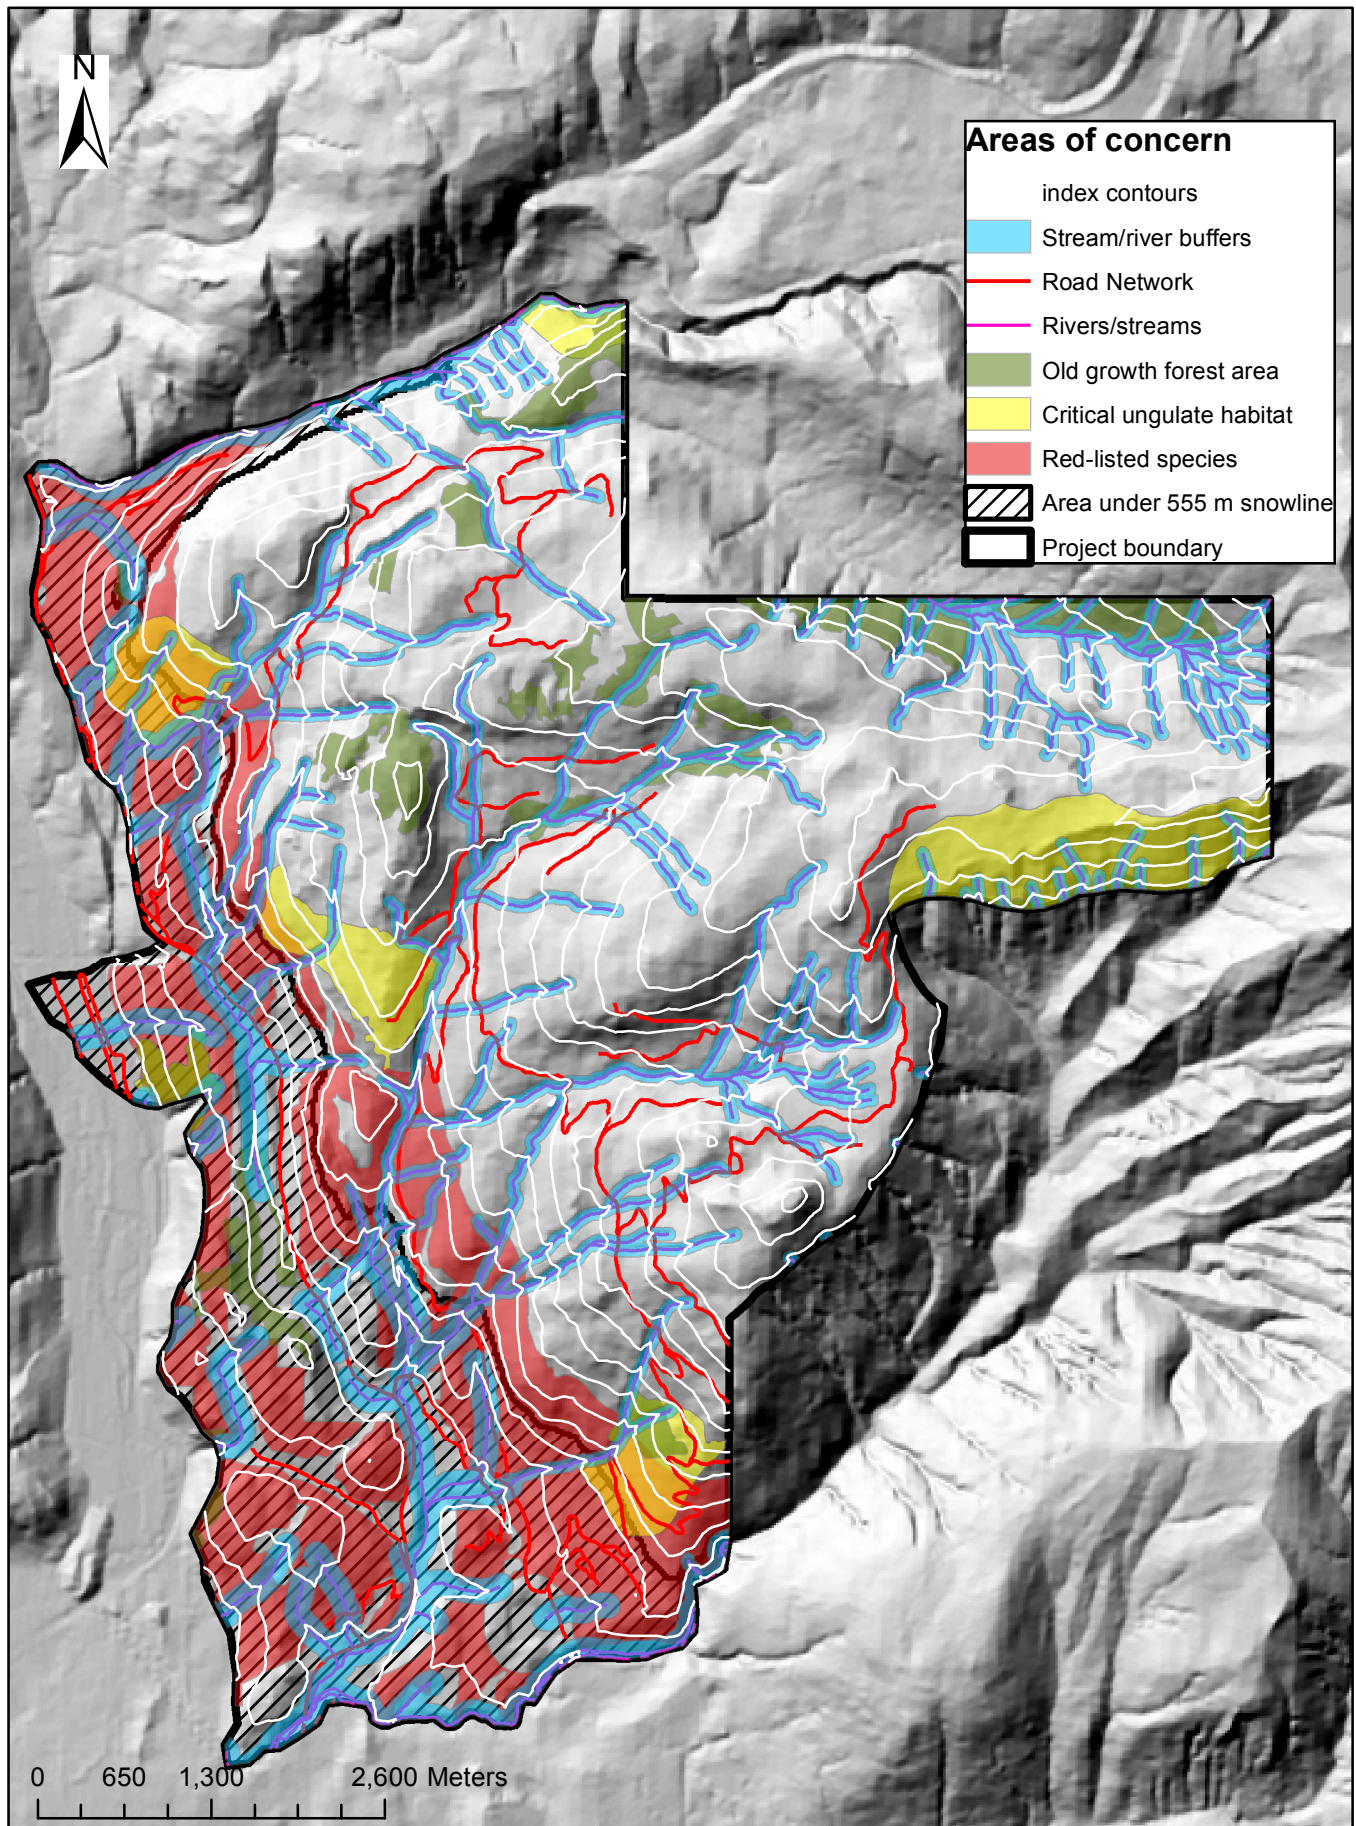 N
Areas of concern
index contours
Stream/river buffers
Road Network
Rivers/streams
Old growth forest area
Critical ungulate habitat
Red-listed species
Area under 555 m snowline
Project boundary
0 650 1,300 2,600 Meters